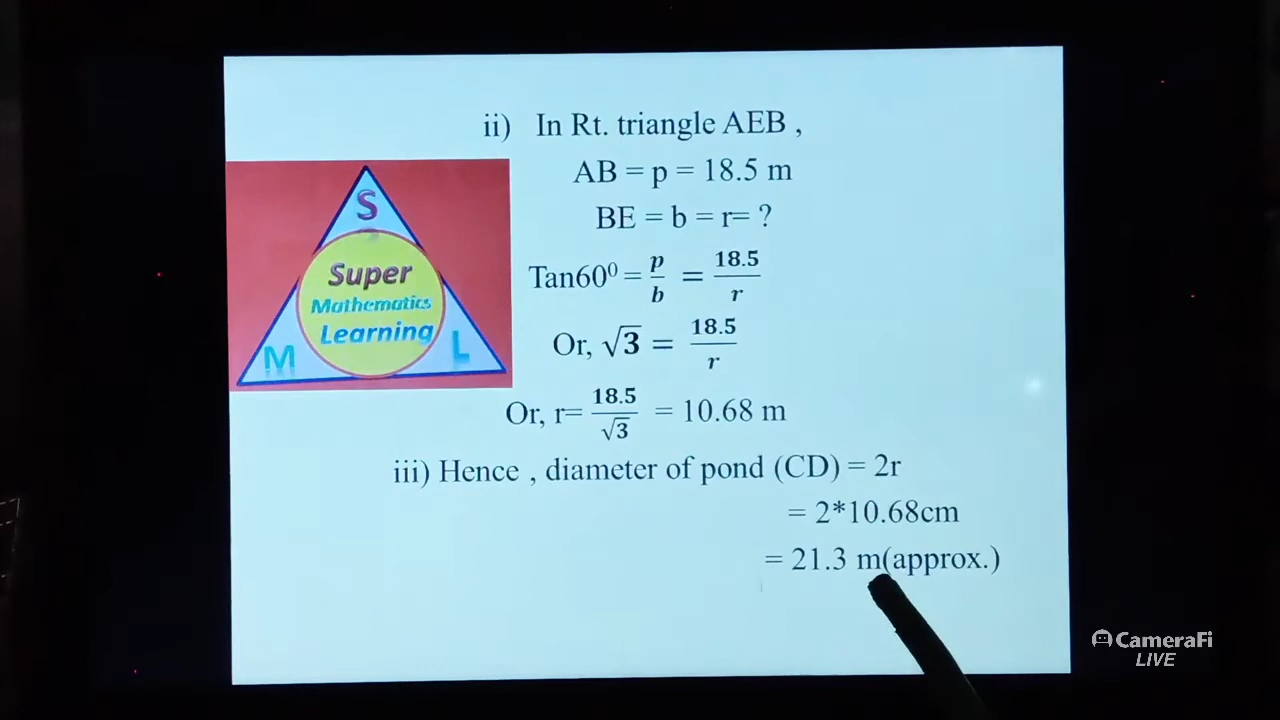 ii) In Rt. triangle AEB ,
AB = p = 18.5 m
BE = b = r= ?
Tan60⁰ = p/b = 18.5/r
Or, √3 = 18.5/r
Or, r= 18.5/√3 = 10.68 m
iii) Hence , diameter of pond (CD) = 2r
= 2*10.68cm
= 21.3 m(approx.)
S
Super
Mathematics
Learning
M L
CameraFi
LIVE